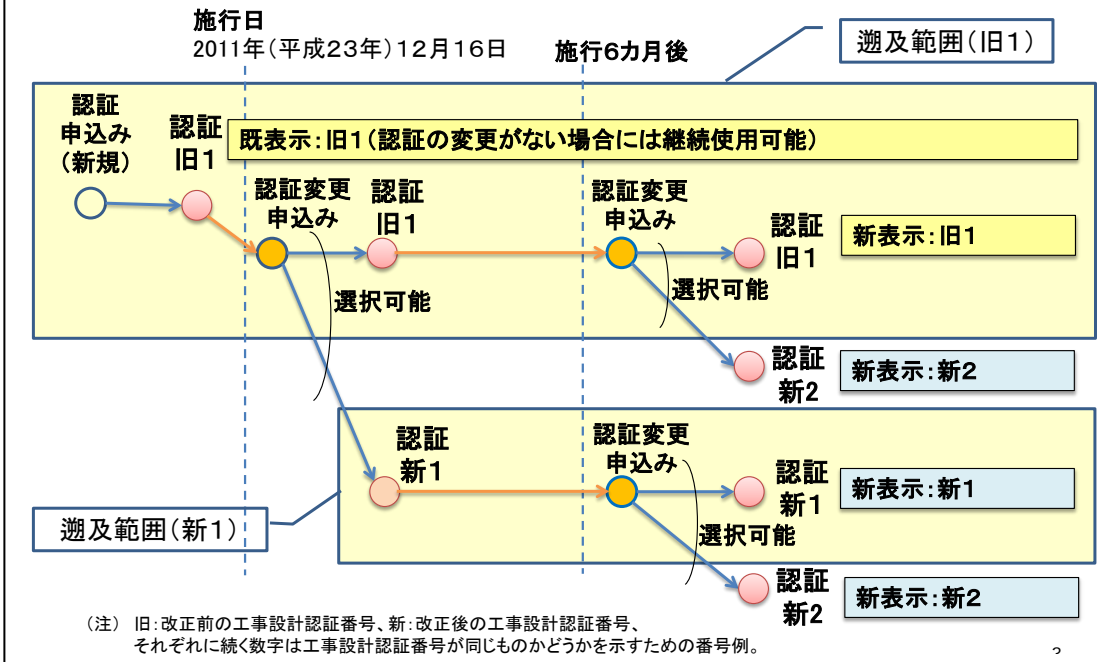 施行日
2011年(平成23年)12月16日
施行6カ月後
遡及範囲(旧1)
認証
申込み
(新規)
認証
旧1
既表示:旧1(認証の変更がない場合には継続使用可能)
認証変更
申込み
認証
旧1
選択可能
認証変更
申込み
選択可能
認証
旧1
新表示:旧1
認証
新2
新表示:新2
遡及範囲(新1)
認証
新1
認証変更
申込み
選択可能
認証
新1
新表示:新1
認証
新2
新表示:新2
(注) 旧:改正前の工事設計認証番号、新:改正後の工事設計認証番号、
それぞれに続く数字は工事設計認証番号が同じものかどうかを示すための番号例。